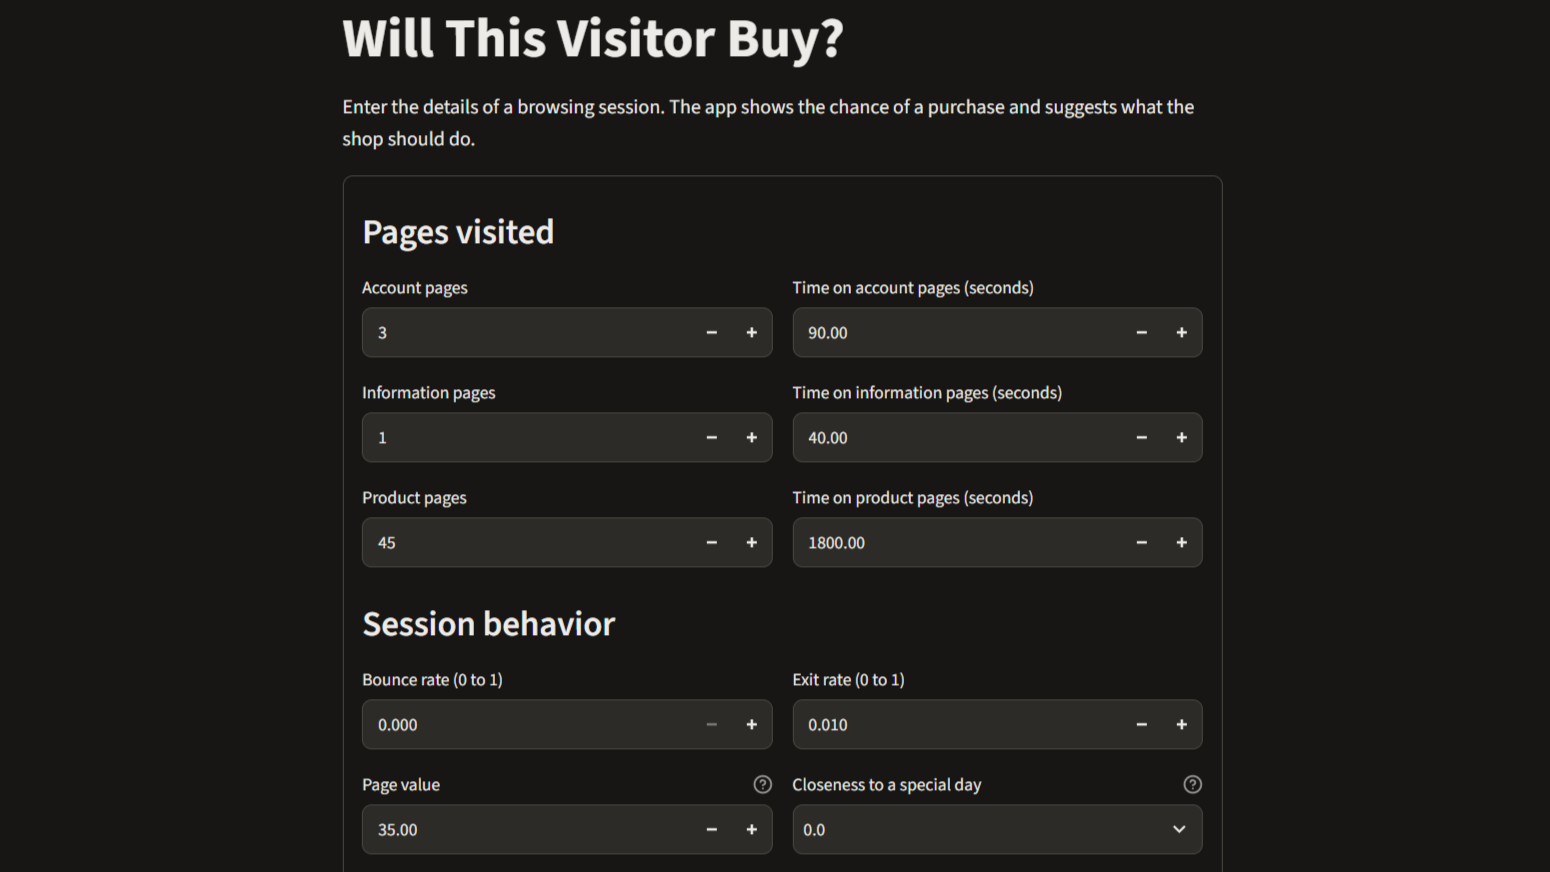 Will This Visitor Buy?
Enter the details of a browsing session. The app shows the chance of a purchase and suggests what the
shop should do.
Pages visited
Account pages
Time on account pages (seconds)
3
90.00
Information pages
Time on information pages (seconds)
1
40.00
Product pages
Time on product pages (seconds)
45
1800.00
Session behavior
Bounce rate (0 to 1)
Exit rate (0 to 1)
0.000
0.010
Page value
Closeness to a special day
35.00
0.0